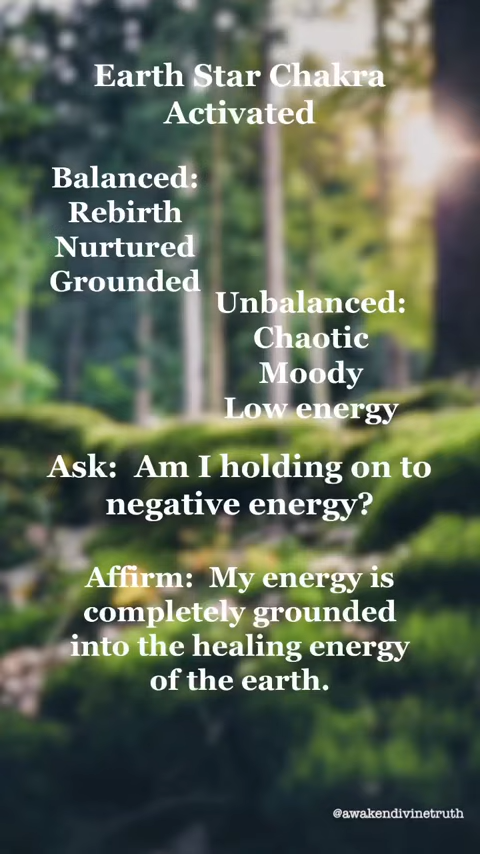 Earth Star Chakra
Activated
Balanced:
Rebirth
Nurtured
Grounded
Unbalanced:
Chaotic
Moody
Low energy
Ask:  Am I holding on to
negative energy?
Affirm:  My energy is
completely grounded
into the healing energy
of the earth.
@awakendivinetruth